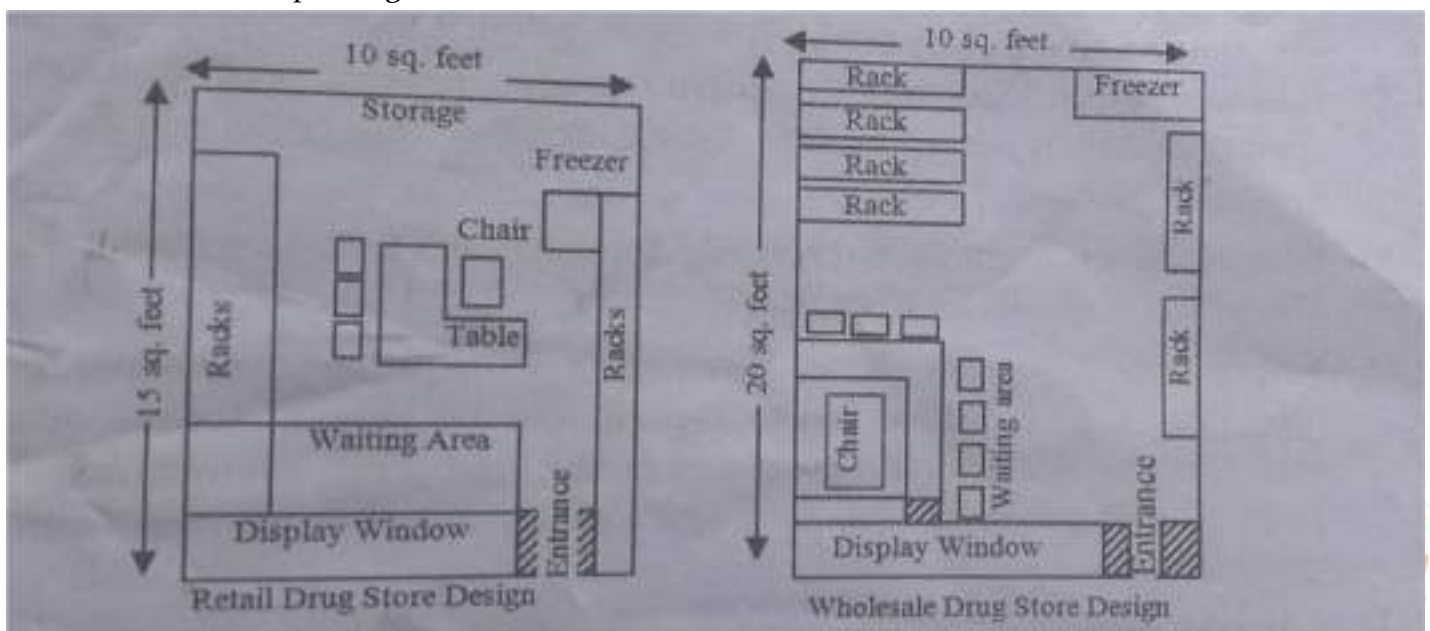 10 sq. feet
Storage
Freezer
Chair
15 sq. feet
Racks
Table
Racks
Waiting Area
Entrance
Display Window
Retail Drug Store Design
10 sq. feet
Rack
Freezer
Rack
Rack
Rack
Rack
20 sq. feet
Rack
Chair
Waiting area
Entrance
Display Window
Wholesale Drug Store Design